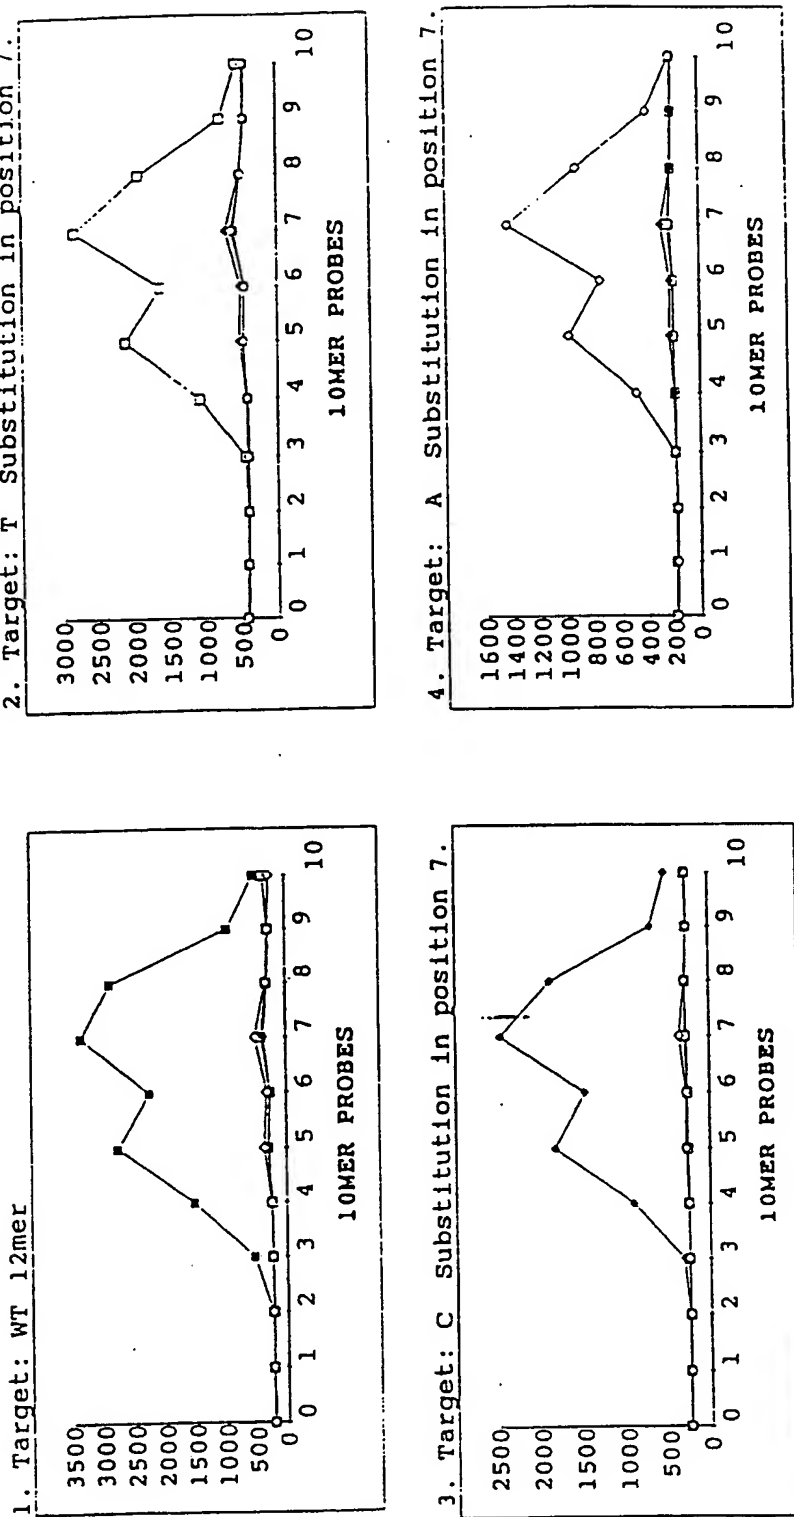 1. Target: WT 12mer
3500
3000
2500
2000
1500
1000
500
0
0 1 2 3 4 5 6 7 8 9 10
10MER PROBES
2. Target: T Substitution in position 7.
3000
2500
2000
1500
1000
500
0
0 1 2 3 4 5 6 7 8 9 10
10MER PROBES
3. Target: C Substitution in position 7.
2500
2000
1500
1000
500
0
0 1 2 3 4 5 6 7 8 9 10
10MER PROBES
4. Target: A Substitution in position 7.
1600
1400
1200
1000
800
600
400
200
0
0 1 2 3 4 5 6 7 8 9 10
10MER PROBES